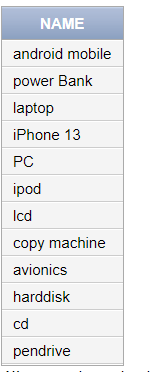 NAME
android mobile
power Bank
laptop
iPhone 13
PC
ipod
lcd
copy machine
avionics
harddisk
cd
pendrive